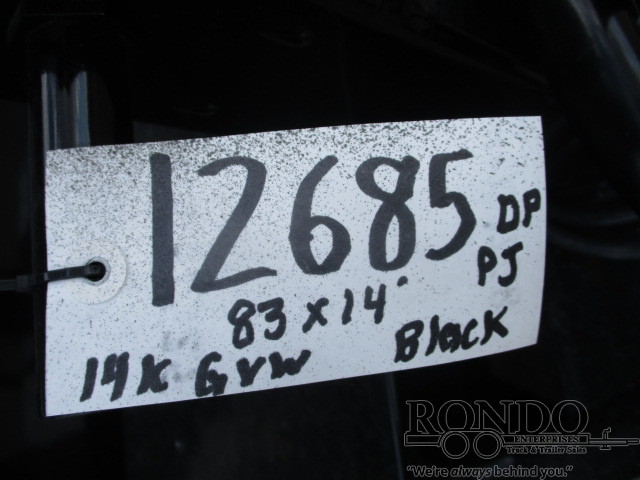 12685 DP
PJ
83 x 14'
14K GVW Black
RONDO
ENTERPRISES
Truck & Trailer Sales
"We're always behind you."